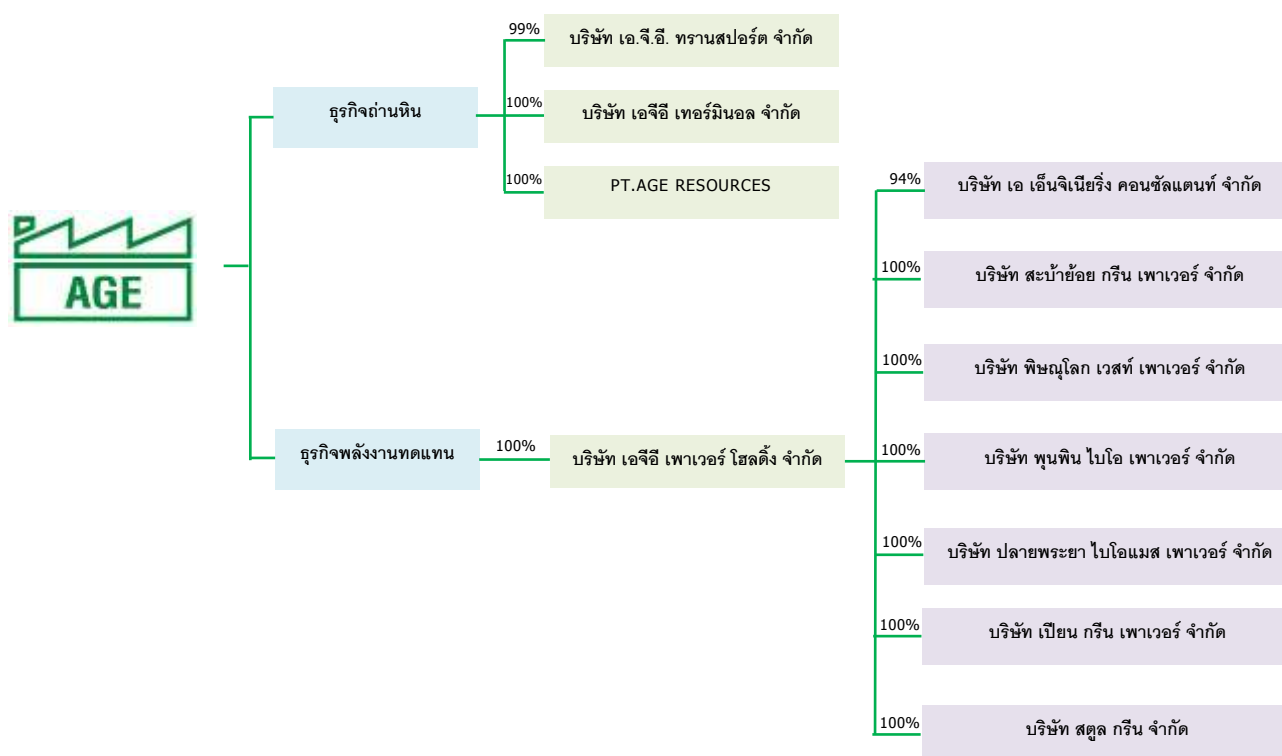 AGE
ธุรกิจถ่านหิน
99%
บริษัท เอ.จี.อี. ทรานสปอร์ต จำกัด
100%
บริษัท เอจีอี เทอร์มินอล จำกัด
100%
PT.AGE RESOURCES
ธุรกิจพลังงานทดแทน
100%
บริษัท เอจีอี เพาเวอร์ โฮลดิ้ง จำกัด
94%
บริษัท เอ เอ็นจิเนียริ่ง คอนซัลแตนท์ จำกัด
100%
บริษัท สะบ้าย้อย กรีน เพาเวอร์ จำกัด
100%
บริษัท พิษณุโลก เวสท์ เพาเวอร์ จำกัด
100%
บริษัท พุนพิน ไบโอ เพาเวอร์ จำกัด
100%
บริษัท ปลายพระยา ไบโอแมส เพาเวอร์ จำกัด
100%
บริษัท เปียน กรีน เพาเวอร์ จำกัด
100%
บริษัท สตูล กรีน จำกัด